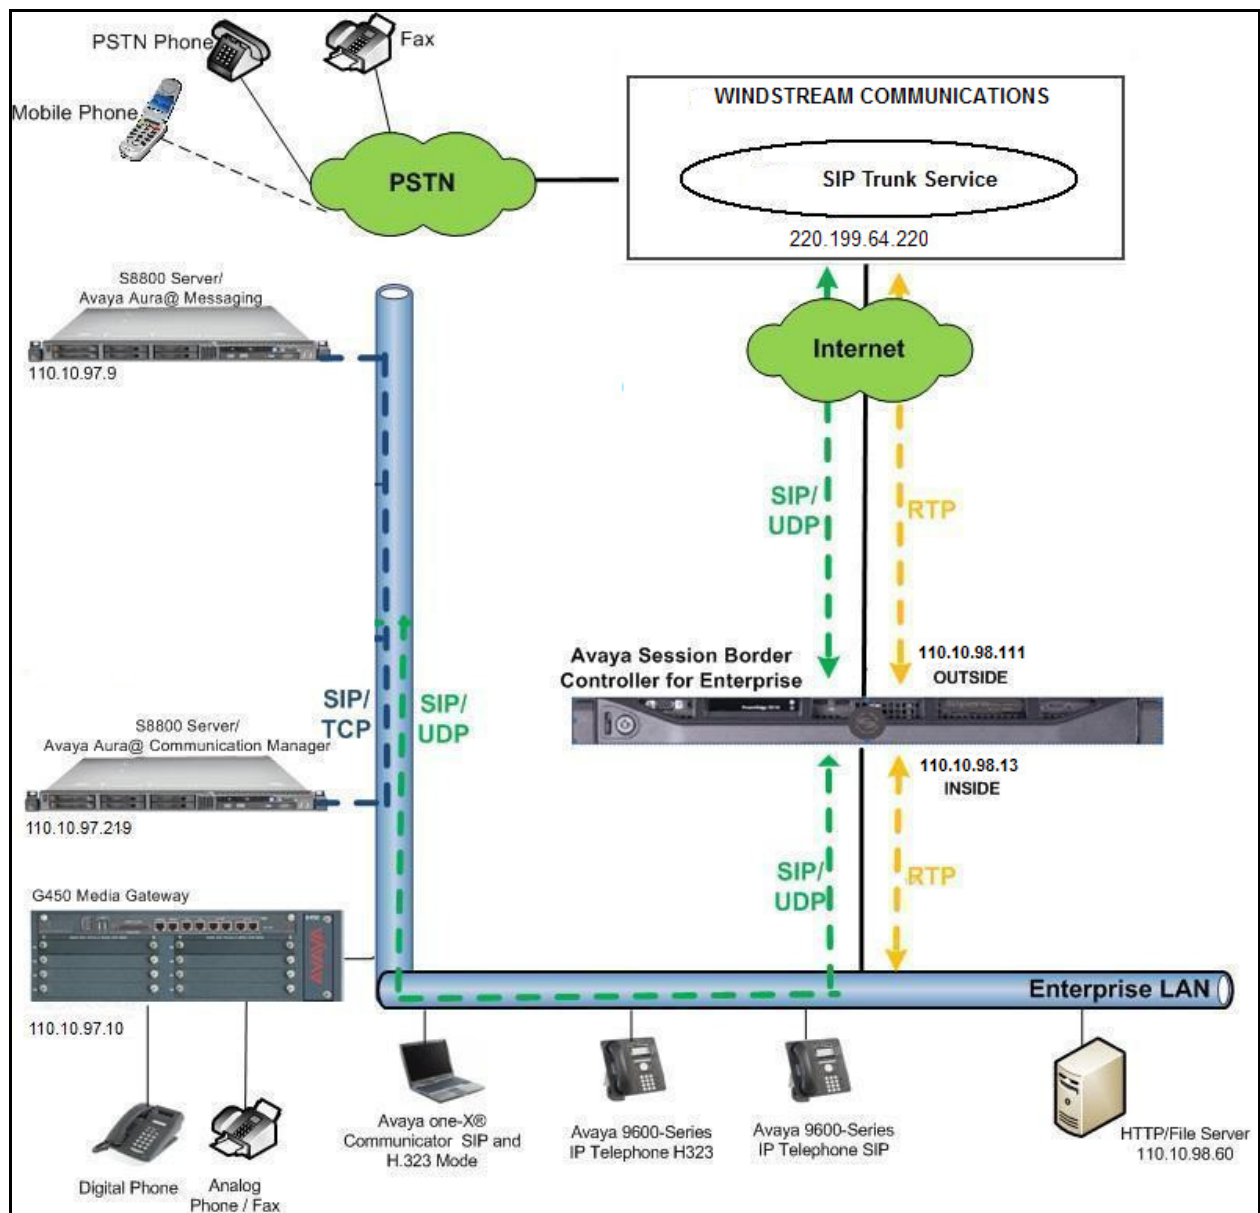 PSTN Phone
Fax
Mobile Phone
PSTN
WINDSTREAM COMMUNICATIONS
SIP Trunk Service
220.199.64.220
S8800 Server/
Avaya Aura@ Messaging
110.10.97.9
Internet
SIP/
UDP
RTP
Avaya Session Border
Controller for Enterprise
110.10.98.111
OUTSIDE
SIP/
TCP
SIP/
UDP
S8800 Server/
Avaya Aura@ Communication Manager
110.10.97.219
110.10.98.13
INSIDE
SIP/
UDP
RTP
G450 Media Gateway
AVAYA
110.10.97.10
Enterprise LAN
Digital Phone
Analog
Phone / Fax
Avaya one-X®
Communicator SIP and
H.323 Mode
Avaya 9600-Series
IP Telephone H323
Avaya 9600-Series
IP Telephone SIP
HTTP/File Server
110.10.98.60